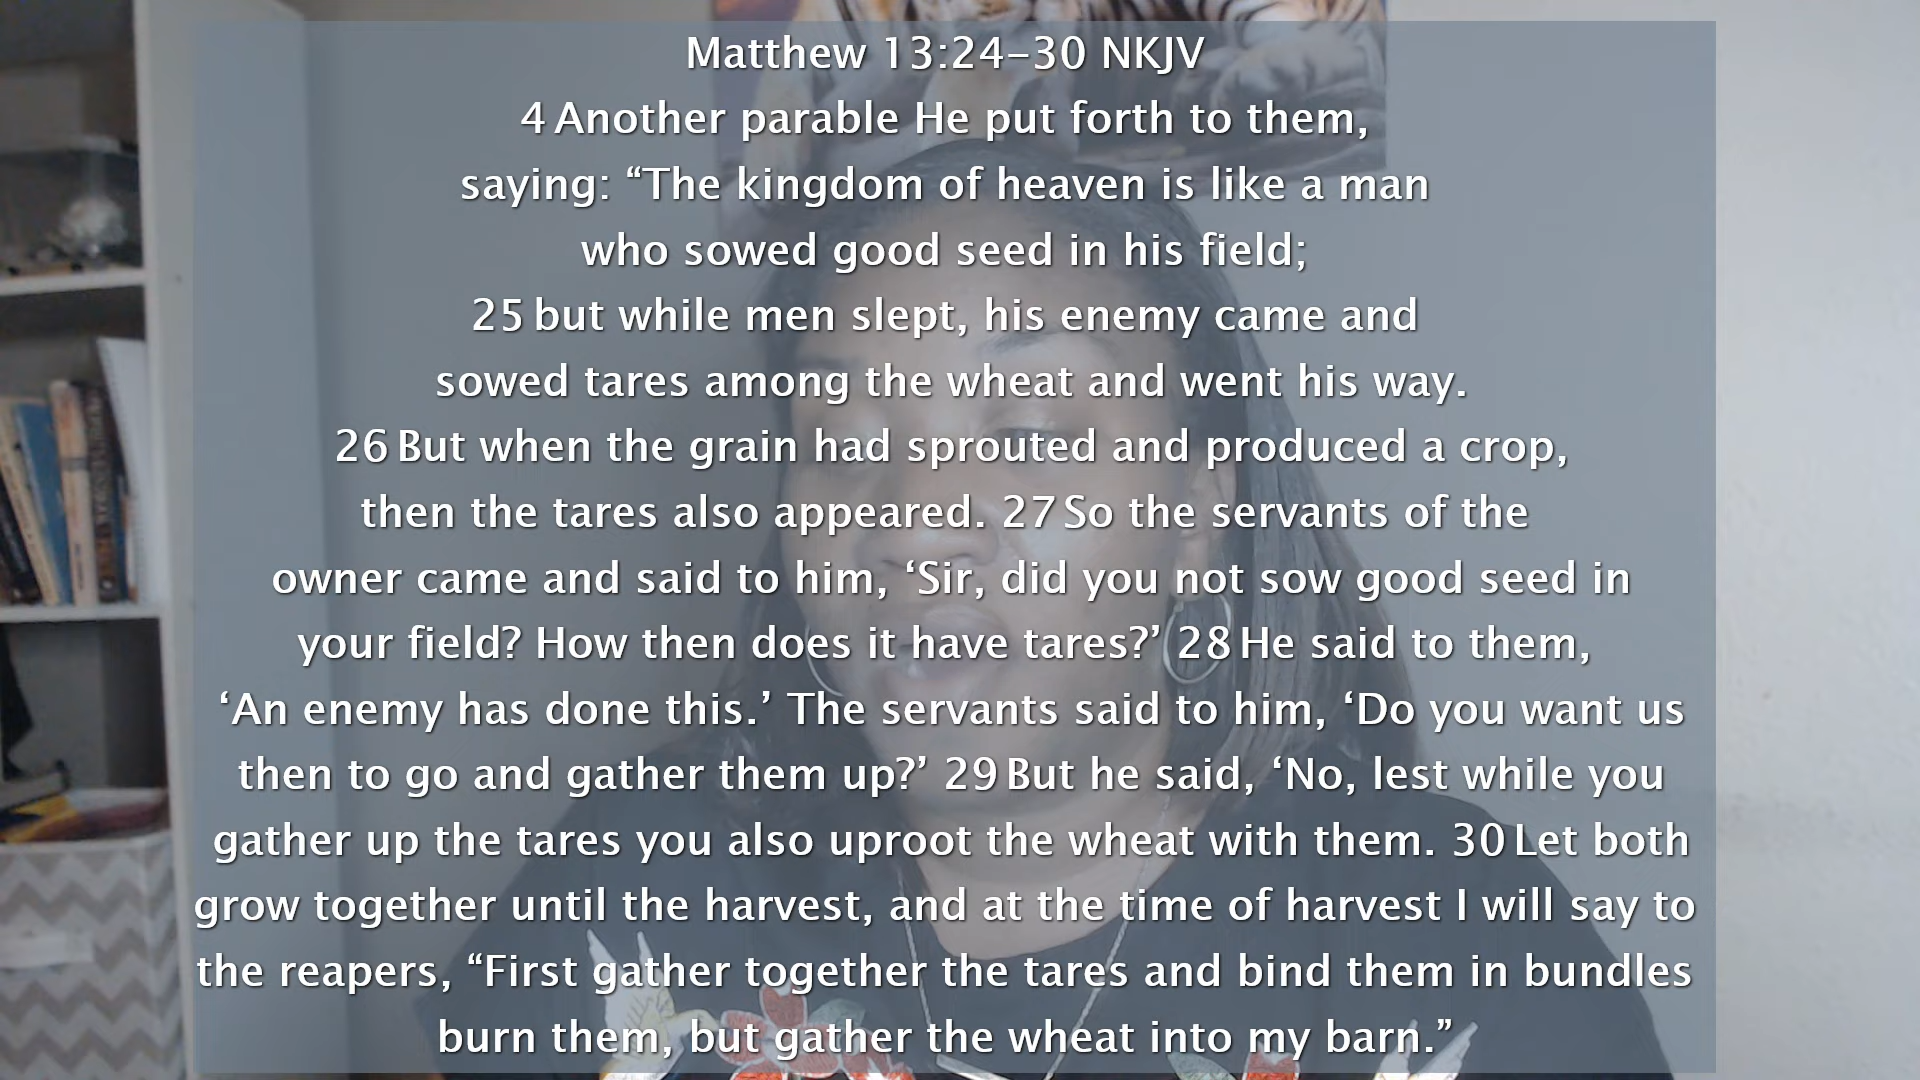 Matthew 13:24–30 NKJV
4 Another parable He put forth to them,
saying: “The kingdom of heaven is like a man
who sowed good seed in his field;
25 but while men slept, his enemy came and
sowed tares among the wheat and went his way.
26 But when the grain had sprouted and produced a crop,
then the tares also appeared. 27 So the servants of the
owner came and said to him, ‘Sir, did you not sow good seed in
your field? How then does it have tares?’ 28 He said to them,
‘An enemy has done this.’ The servants said to him, ‘Do you want us
then to go and gather them up?’ 29 But he said, ‘No, lest while you
gather up the tares you also uproot the wheat with them. 30 Let both
grow together until the harvest, and at the time of harvest I will say to
the reapers, “First gather together the tares and bind them in bundles
burn them, but gather the wheat into my barn.”